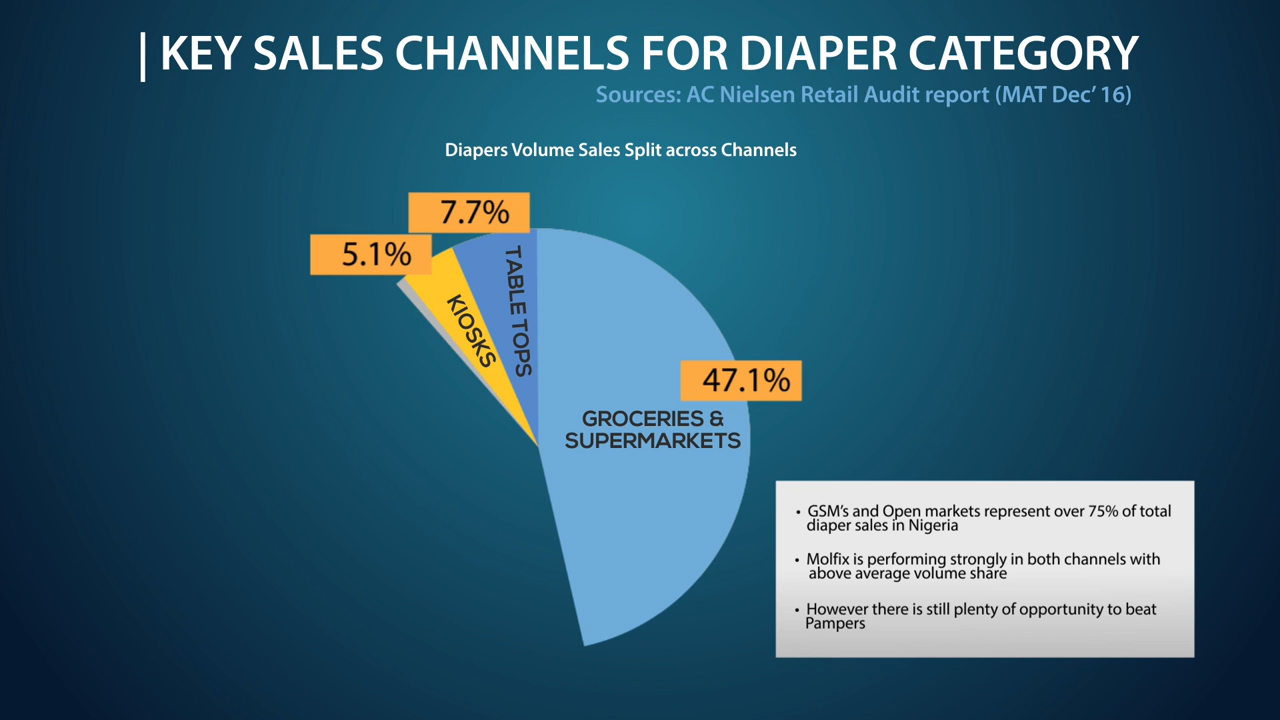 | KEY SALES CHANNELS FOR DIAPER CATEGORY
Sources: AC Nielsen Retail Audit report (MAT Dec’ 16)
Diapers Volume Sales Split across Channels
7.7%
5.1%
TABLE TOPS
KIOSKS
47.1%
GROCERIES &
SUPERMARKETS
• GSM’s and Open markets represent over 75% of total
diaper sales in Nigeria
• Molfix is performing strongly in both channels with
above average volume share
• However there is still plenty of opportunity to beat
Pampers